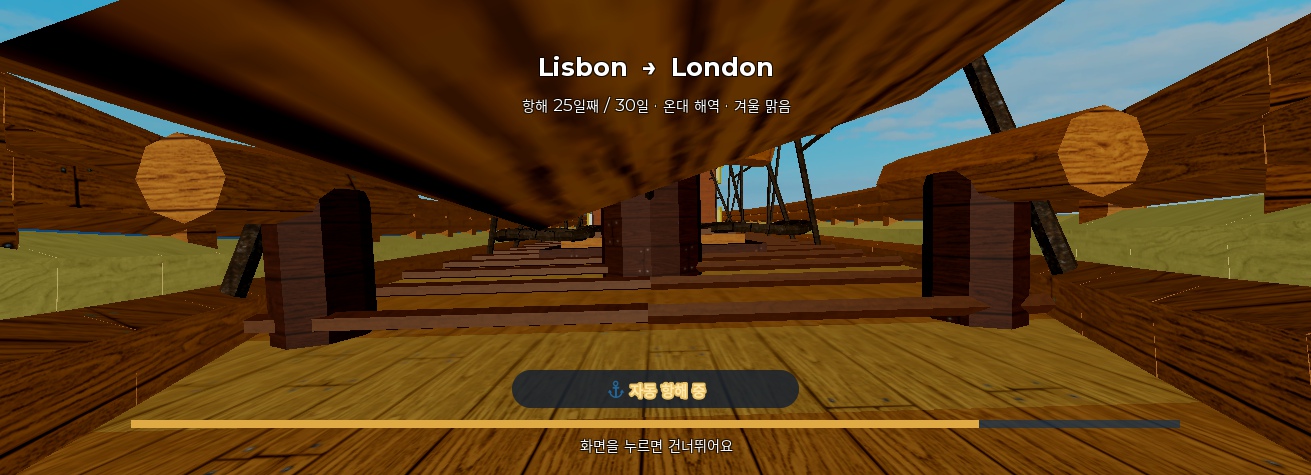 Lisbon → London
항해 25일째 / 30일 · 온대 해역 · 겨울 맑음
⚓ 자동 항해 중
화면을 누르면 건너뛰어요